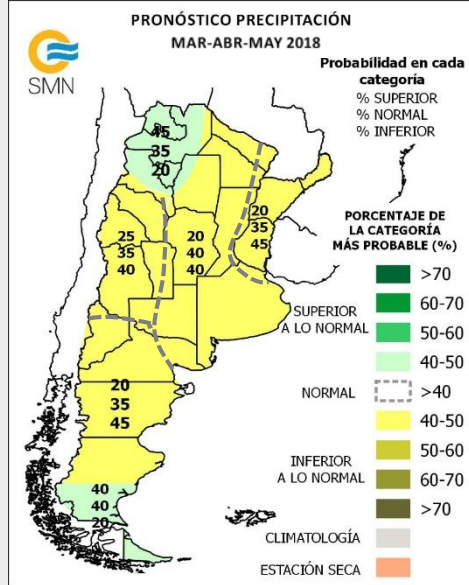 PRONÓSTICO PRECIPITACIÓN
MAR-ABR-MAY 2018
SMN
Probabilidad en cada
categoría
% SUPERIOR
% NORMAL
% INFERIOR
45
35
20
25
35
40
20
40
40
20
35
45
20
35
45
40
40
20
PORCENTAJE DE
LA CATEGORÍA
MÁS PROBABLE (%)
>70
60-70
50-60
SUPERIOR
A LO NORMAL
40-50
NORMAL
>40
40-50
50-60
INFERIOR
A LO NORMAL
60-70
>70
CLIMATOLOGÍA
ESTACIÓN SECA